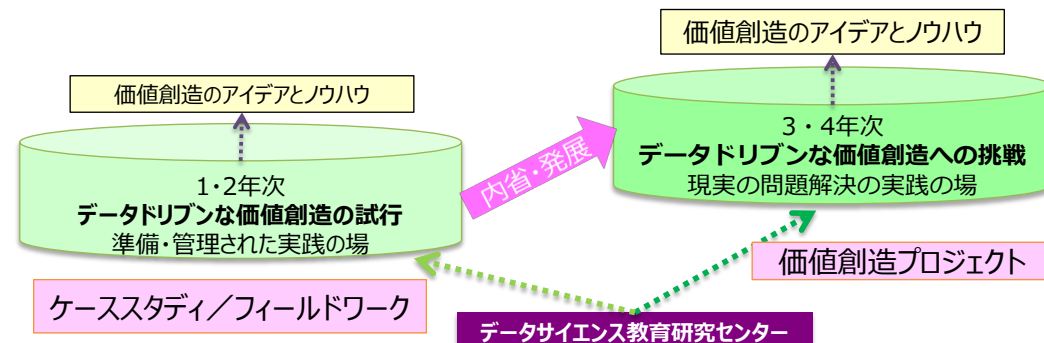 価値創造のアイデアとノウハウ
価値創造のアイデアとノウハウ
1・2年次
データドリブンな価値創造の試行
準備・管理された実践の場
内省・発展
3・4年次
データドリブンな価値創造への挑戦
現実の問題解決の実践の場
ケーススタディ／フィールドワーク
価値創造プロジェクト
データサイエンス教育研究センター